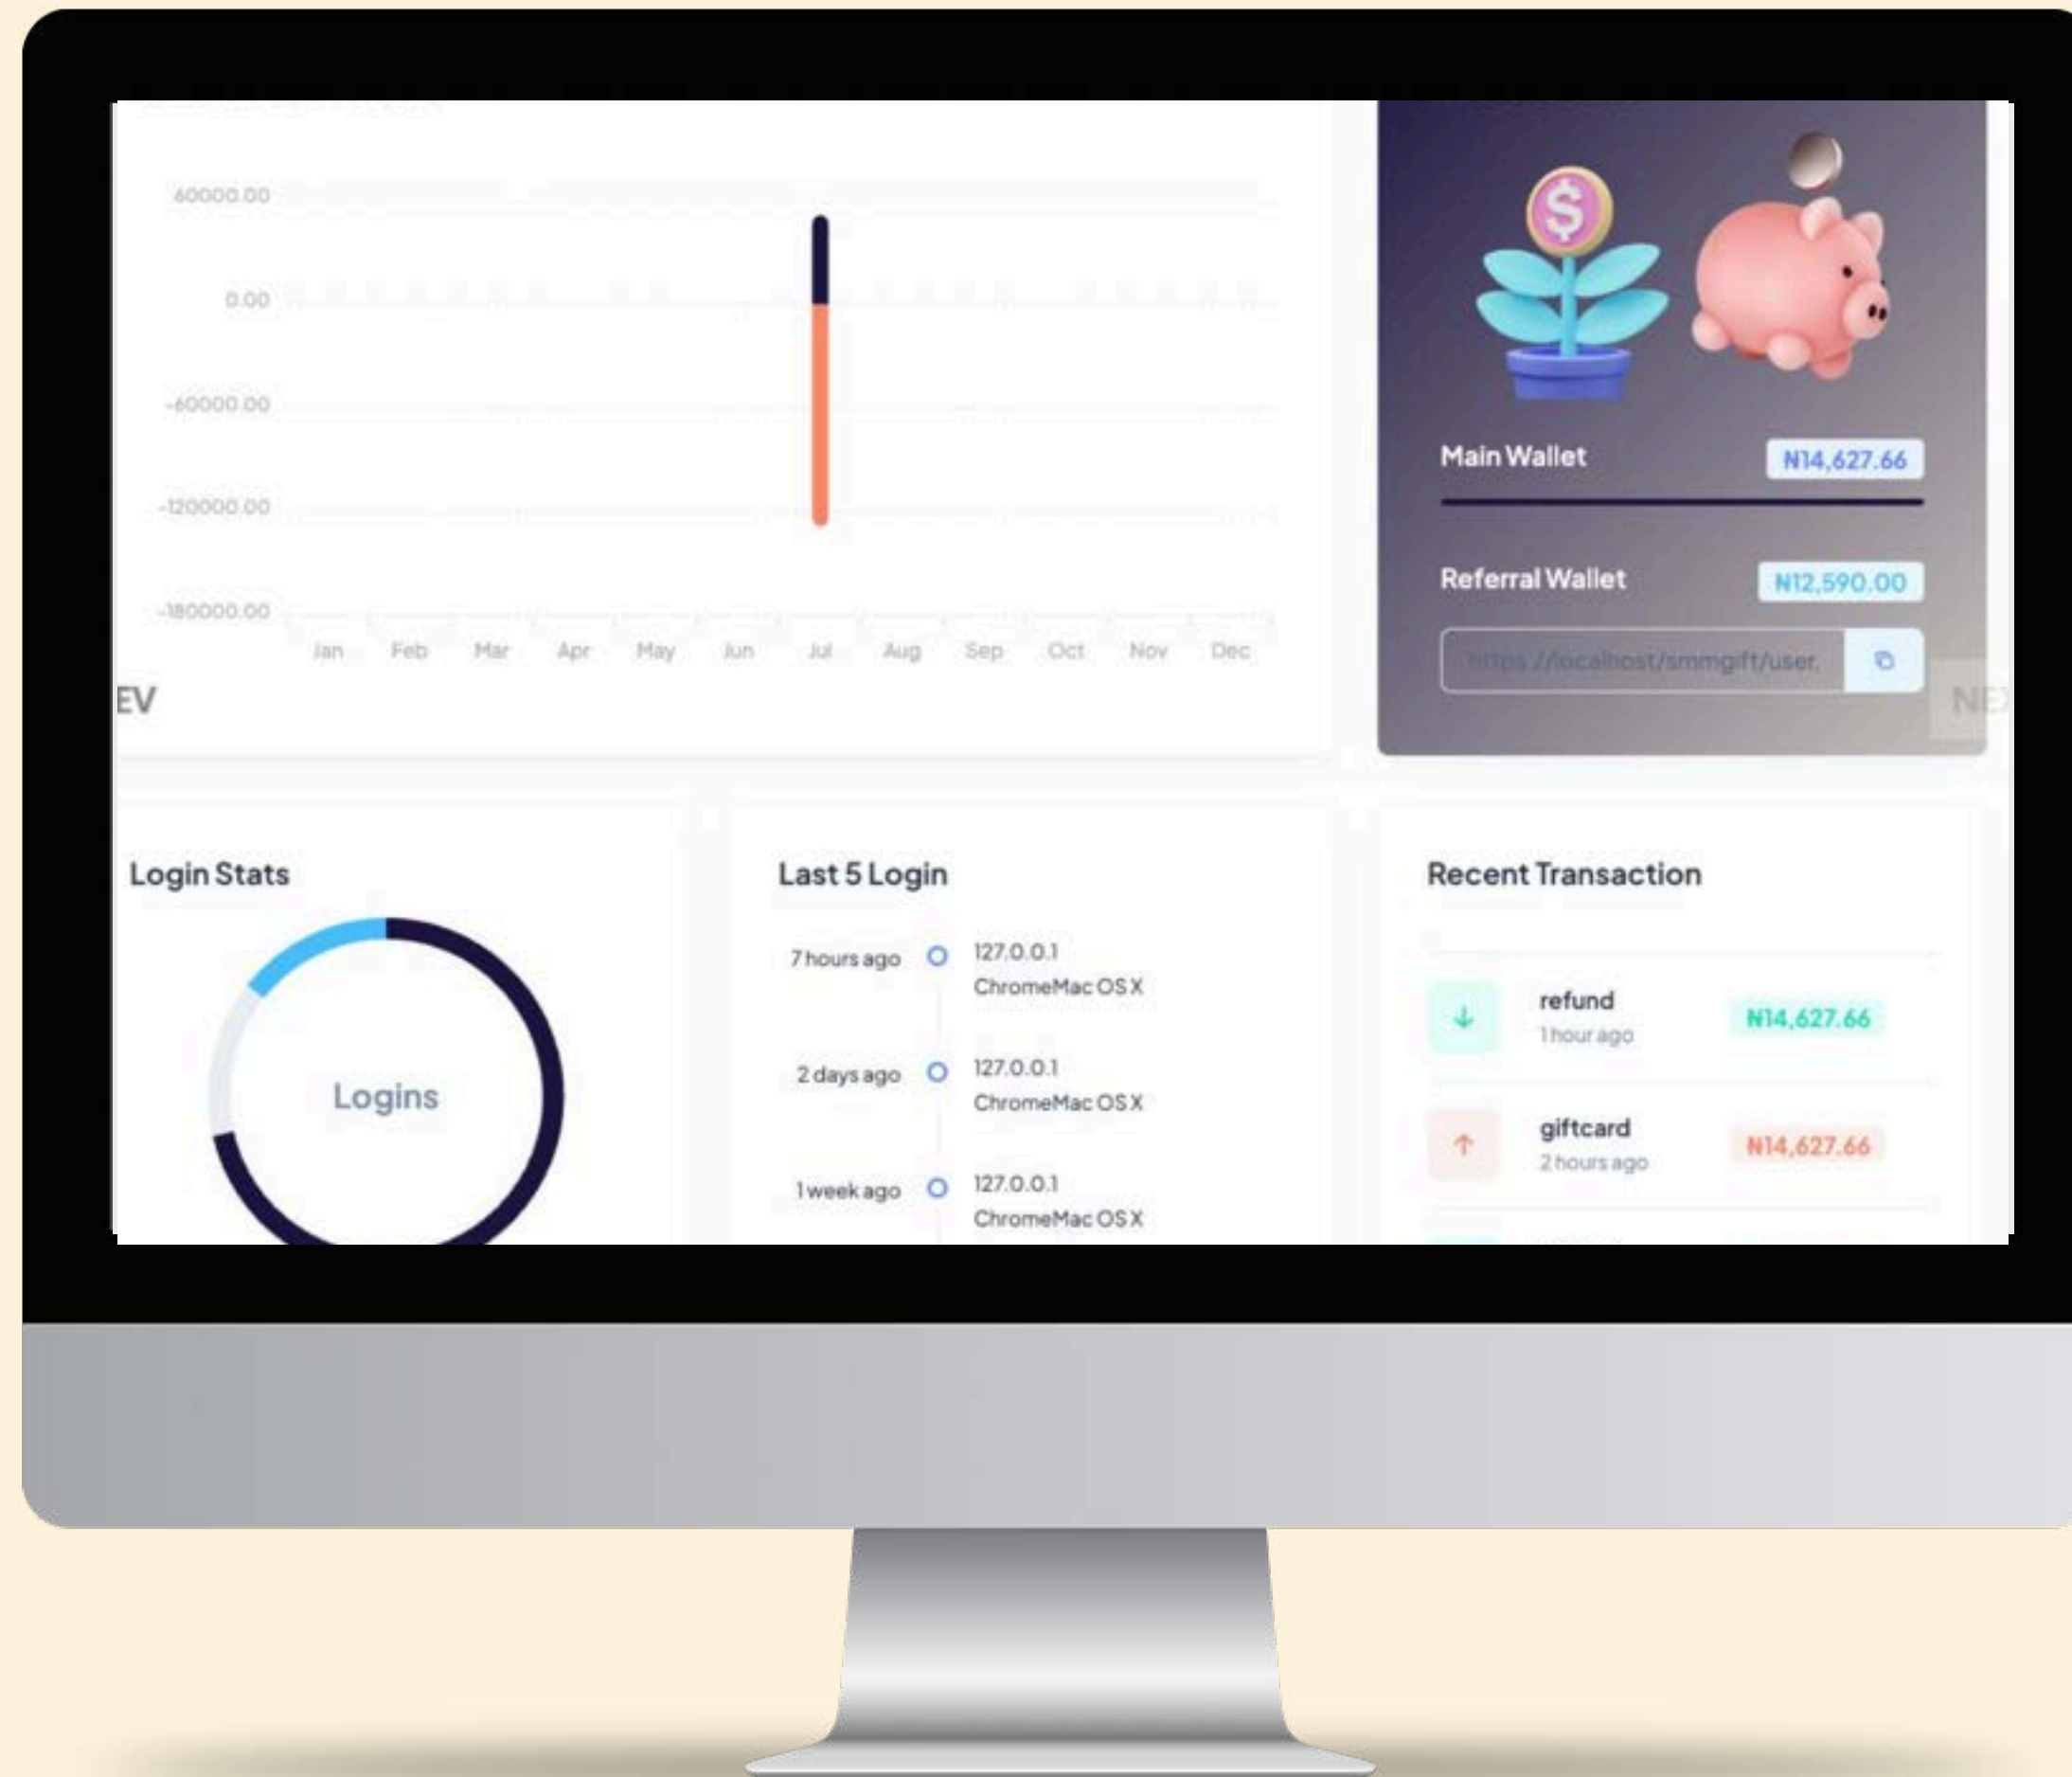 60000.00
0.00
-60000.00
-120000.00
-180000.00
Jan Feb Mar Apr May Jun Jul Aug Sep Oct Nov Dec
EV
$
Main Wallet ₦14,627.66
Referral Wallet ₦12,590.00
https://localhost/smmgift/user.
NEX
Login Stats
Logins
Last 5 Login
7 hours ago 127.0.0.1
ChromeMac OS X
2 days ago 127.0.0.1
ChromeMac OS X
1 week ago 127.0.0.1
ChromeMac OS X
Recent Transaction
refund ₦14,627.66
1 hour ago
giftcard ₦14,627.66
2 hours ago